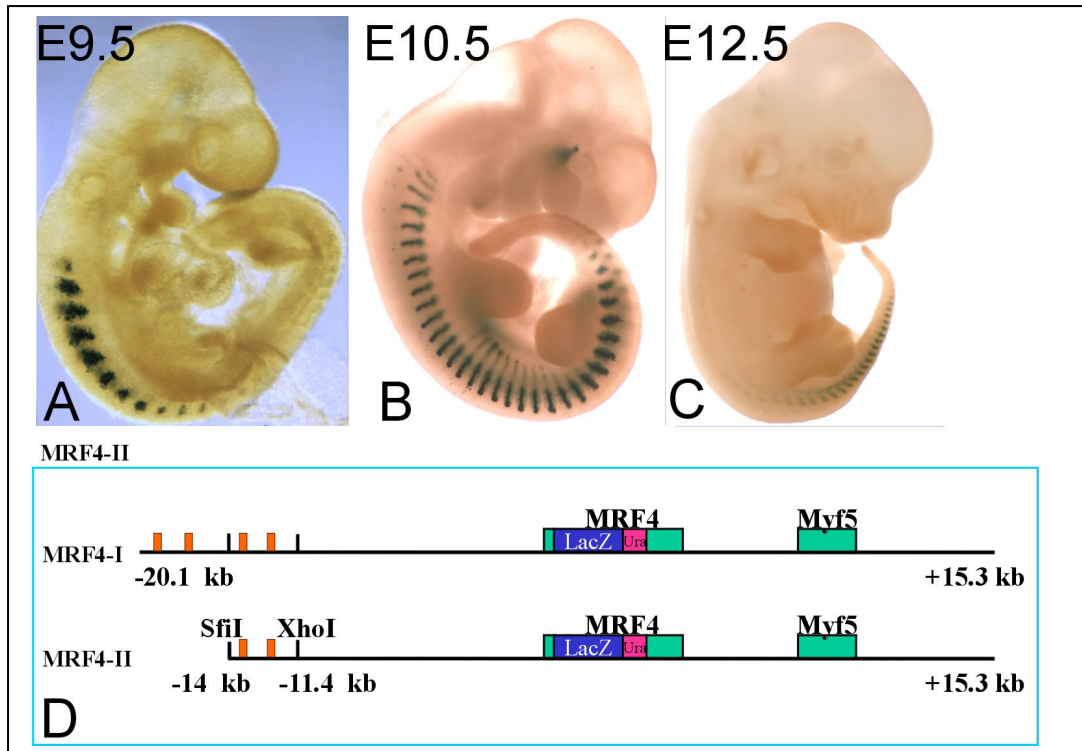 E9.5 E10.5 E12.5
A B C
MRF4-II
MRF4 Myf5
MRF4-I LacZ Ura
-20.1 kb +15.3 kb
SfiI XhoI MRF4 Myf5
MRF4-II LacZ Ura
-14 kb -11.4 kb +15.3 kb
D